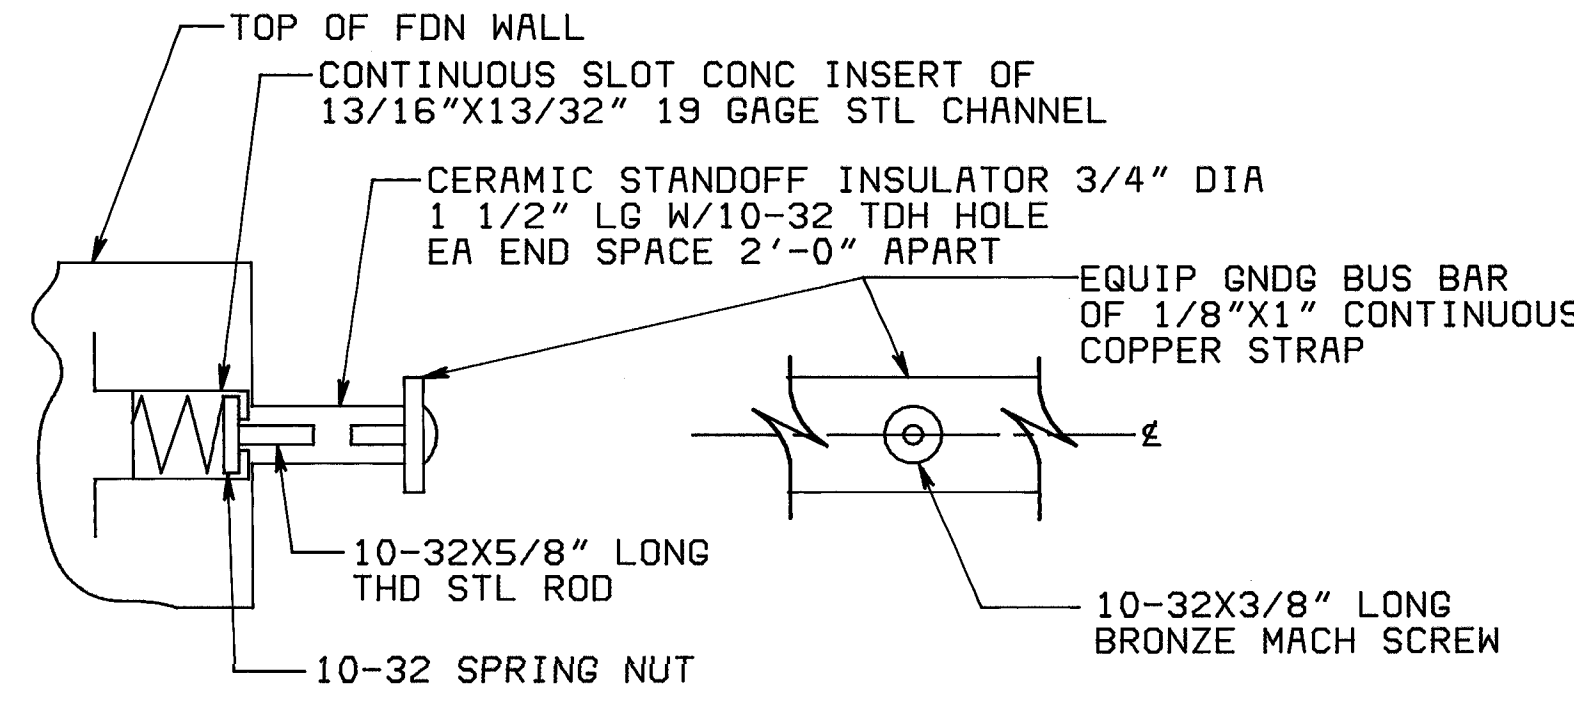 TOP OF FDN WALL
CONTINUOUS SLOT CONC INSERT OF
13/16"X13/32" 19 GAGE STL CHANNEL
CERAMIC STANDOFF INSULATOR 3/4" DIA
1 1/2" LG W/10-32 TDH HOLE
EA END SPACE 2'-0" APART
EQUIP GNDG BUS BAR
OF 1/8"X1" CONTINUOUS
COPPER STRAP
℄
10-32X5/8" LONG
THD STL ROD
10-32X3/8" LONG
BRONZE MACH SCREW
10-32 SPRING NUT